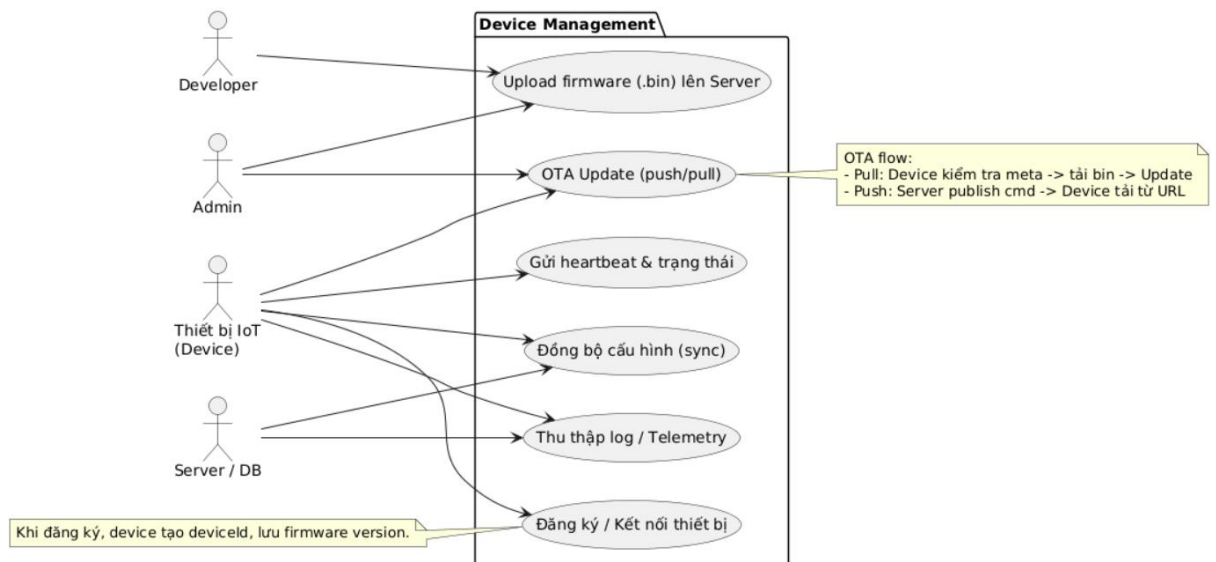 Device Management
Developer
Upload firmware (.bin) lên Server
Admin
OTA Update (push/pull)
OTA flow:
- Pull: Device kiểm tra meta -> tải bin -> Update
- Push: Server publish cmd -> Device tải từ URL
Gửi heartbeat & trạng thái
Thiết bị IoT
(Device)
Đồng bộ cấu hình (sync)
Server / DB
Thu thập log / Telemetry
Khi đăng ký, device tạo deviceId, lưu firmware version.
Đăng ký / Kết nối thiết bị